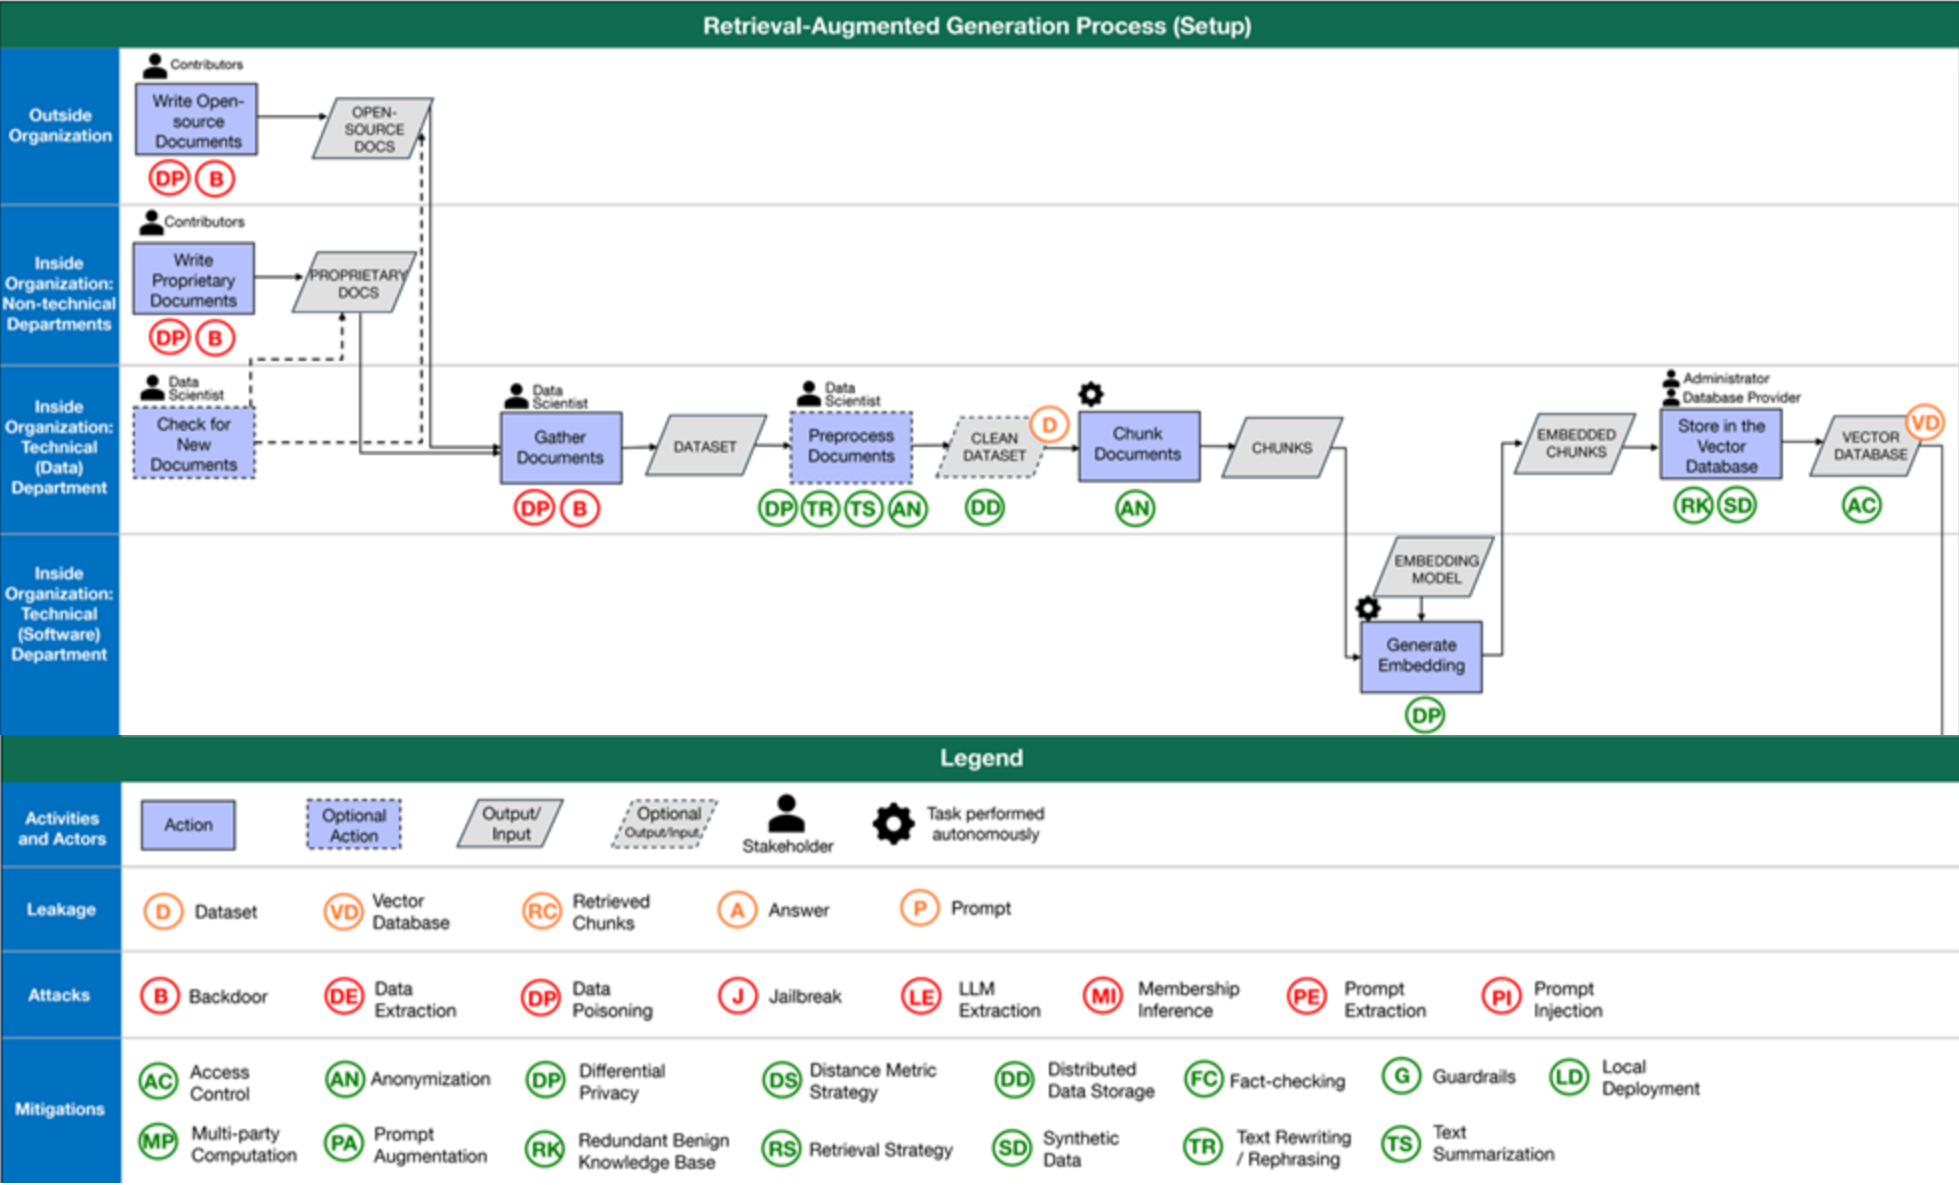 Retrieval-Augmented Generation Process (Setup)
Outside
Organization
Contributors
Write Open-
source
Documents
DP B
OPEN-
SOURCE
DOCS
Inside
Organization:
Non-technical
Departments
Contributors
Write
Proprietary
Documents
DP B
PROPRIETARY
DOCS
Inside
Organization:
Technical
(Data)
Department
Data
Scientist
Check for
New
Documents
Data
Scientist
Gather
Documents
DP B
DATASET
Data
Scientist
Preprocess
Documents
DP TR TS AN
CLEAN
DATASET
D
DD
Chunk
Documents
AN
CHUNKS
EMBEDDED
CHUNKS
Administrator
Database Provider
Store in the
Vector
Database
RK SD
VECTOR
DATABASE
VD
AC
Inside
Organization:
Technical
(Software)
Department
EMBEDDING
MODEL
Generate
Embedding
DP
Legend
Activities
and Actors
Action
Optional
Action
Output/
Input
Optional
Output/Input
Stakeholder
Task performed
autonomously
Leakage
D Dataset
VD Vector
Database
RC Retrieved
Chunks
A Answer
P Prompt
Attacks
B Backdoor
DE Data
Extraction
DP Data
Poisoning
J Jailbreak
LE LLM
Extraction
MI Membership
Inference
PE Prompt
Extraction
PI Prompt
Injection
Mitigations
AC Access
Control
AN Anonymization
DP Differential
Privacy
DS Distance Metric
Strategy
DD Distributed
Data Storage
FC Fact-checking
G Guardrails
LD Local
Deployment
MP Multi-party
Computation
PA Prompt
Augmentation
RK Redundant Benign
Knowledge Base
RS Retrieval Strategy
SD Synthetic
Data
TR Text Rewriting
/ Rephrasing
TS Text
Summarization